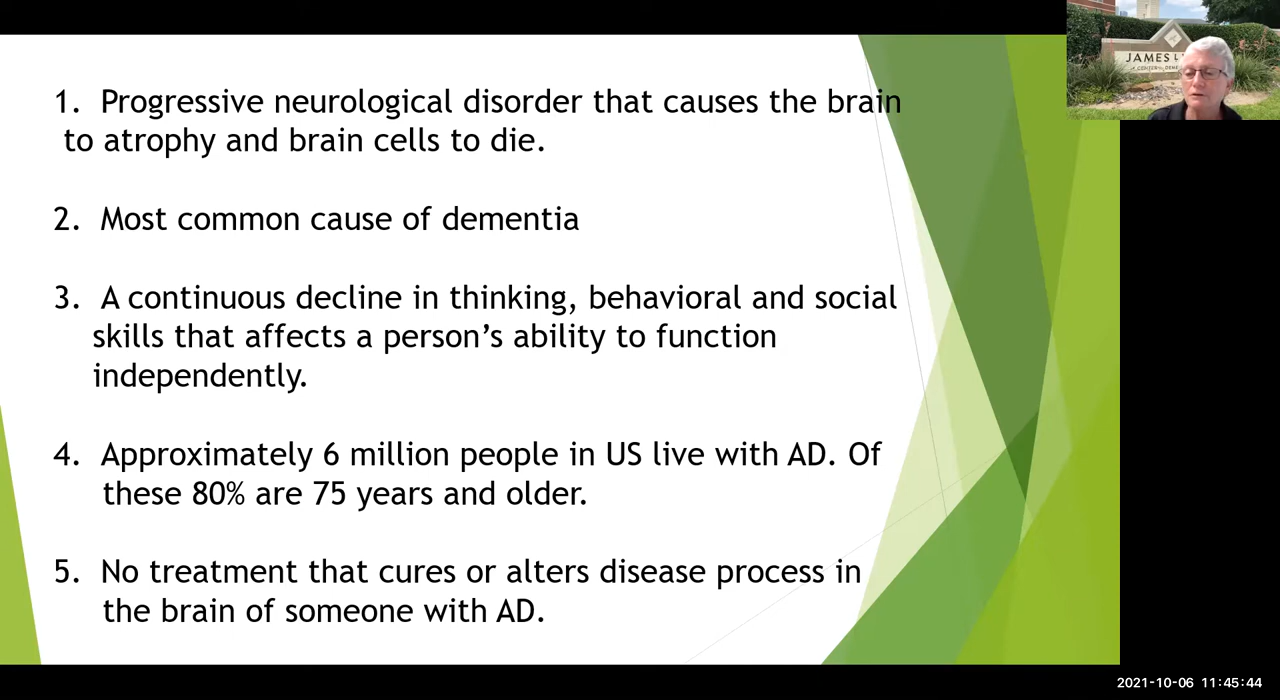 1. Progressive neurological disorder that causes the brain
to atrophy and brain cells to die.
2. Most common cause of dementia
3. A continuous decline in thinking, behavioral and social
skills that affects a person’s ability to function
independently.
4. Approximately 6 million people in US live with AD. Of
these 80% are 75 years and older.
5. No treatment that cures or alters disease process in
the brain of someone with AD.
JAMES
2021-10-06 11:45:44